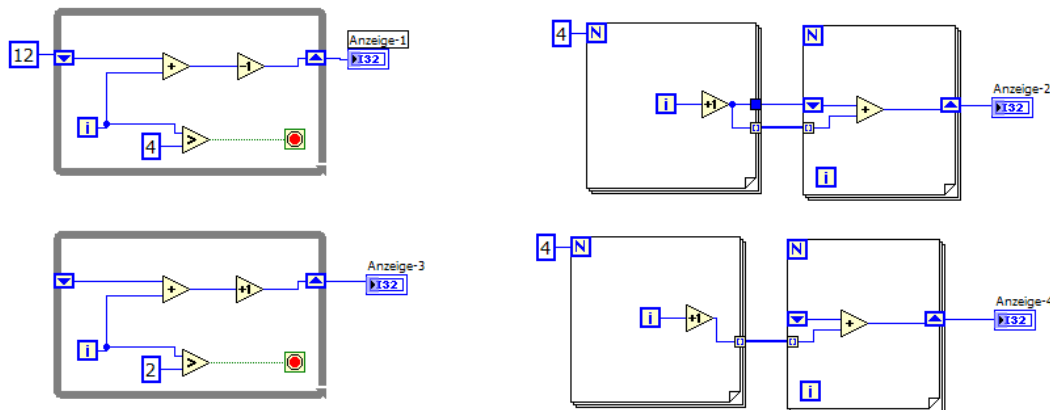 12
+
-1
Anzeige-1
I32
i
4
>
4
N
i
+1
N
+
i
Anzeige-2
I32
+
+1
Anzeige-3
I32
i
2
>
4
N
i
+1
N
+
i
Anzeige-4
I32